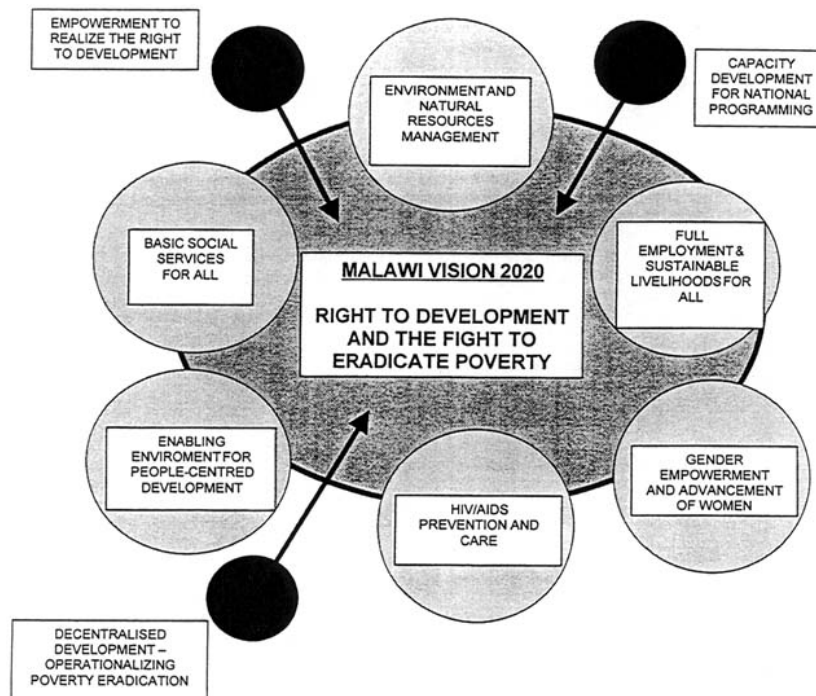 EMPOWERMENT TO
REALIZE THE RIGHT
TO DEVELOPMENT
ENVIRONMENT AND
NATURAL
RESOURCES
MANAGEMENT
CAPACITY
DEVELOPMENT
FOR NATIONAL
PROGRAMMING
BASIC SOCIAL
SERVICES
FOR ALL
MALAWI VISION 2020
RIGHT TO DEVELOPMENT
AND THE FIGHT TO
ERADICATE POVERTY
FULL
EMPLOYMENT &
SUSTAINABLE
LIVELIHOODS FOR
ALL
ENABLING
ENVIROMENT FOR
PEOPLE-CENTRED
DEVELOPMENT
HIV/AIDS
PREVENTION AND
CARE
GENDER
EMPOWERMENT
AND ADVANCEMENT
OF WOMEN
DECENTRALISED
DEVELOPMENT –
OPERATIONALIZING
POVERTY ERADICATION